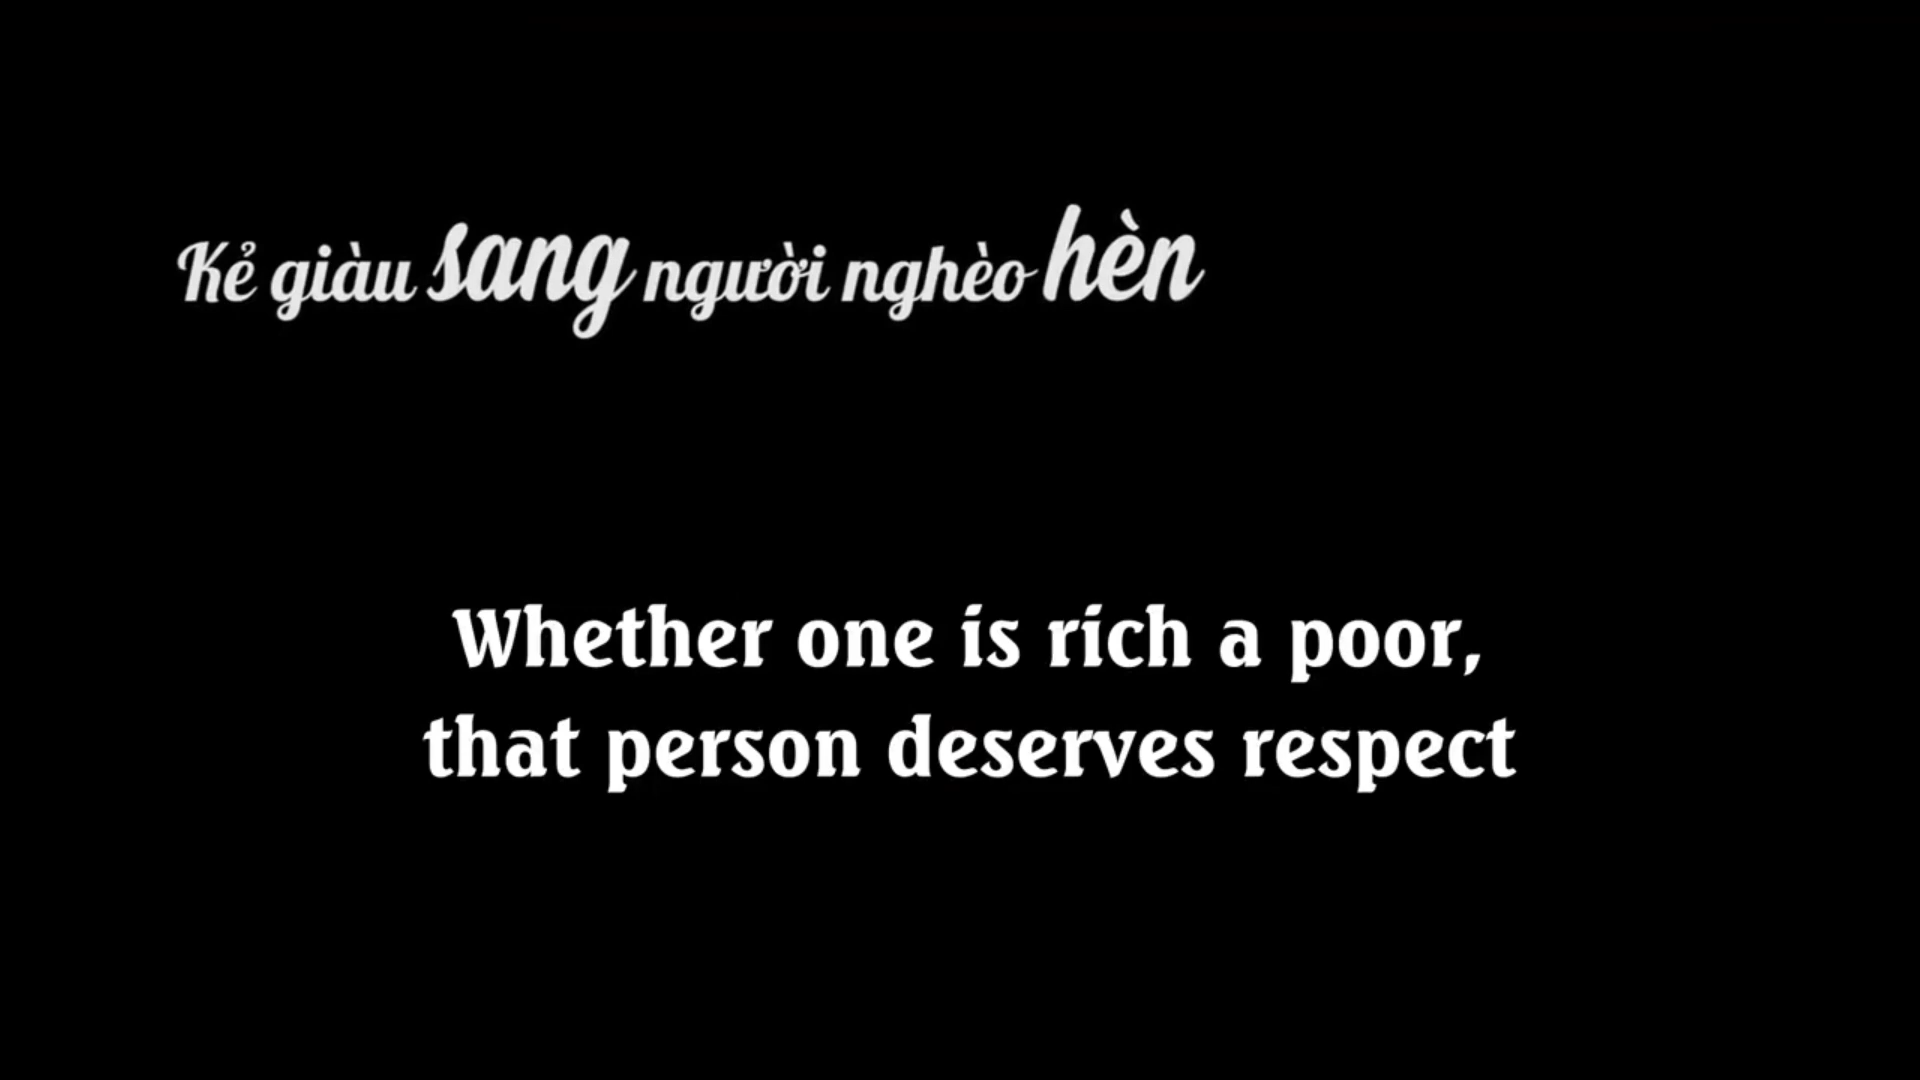 Kẻ giàu sang người nghèo hèn
Whether one is rich a poor,
that person deserves respect